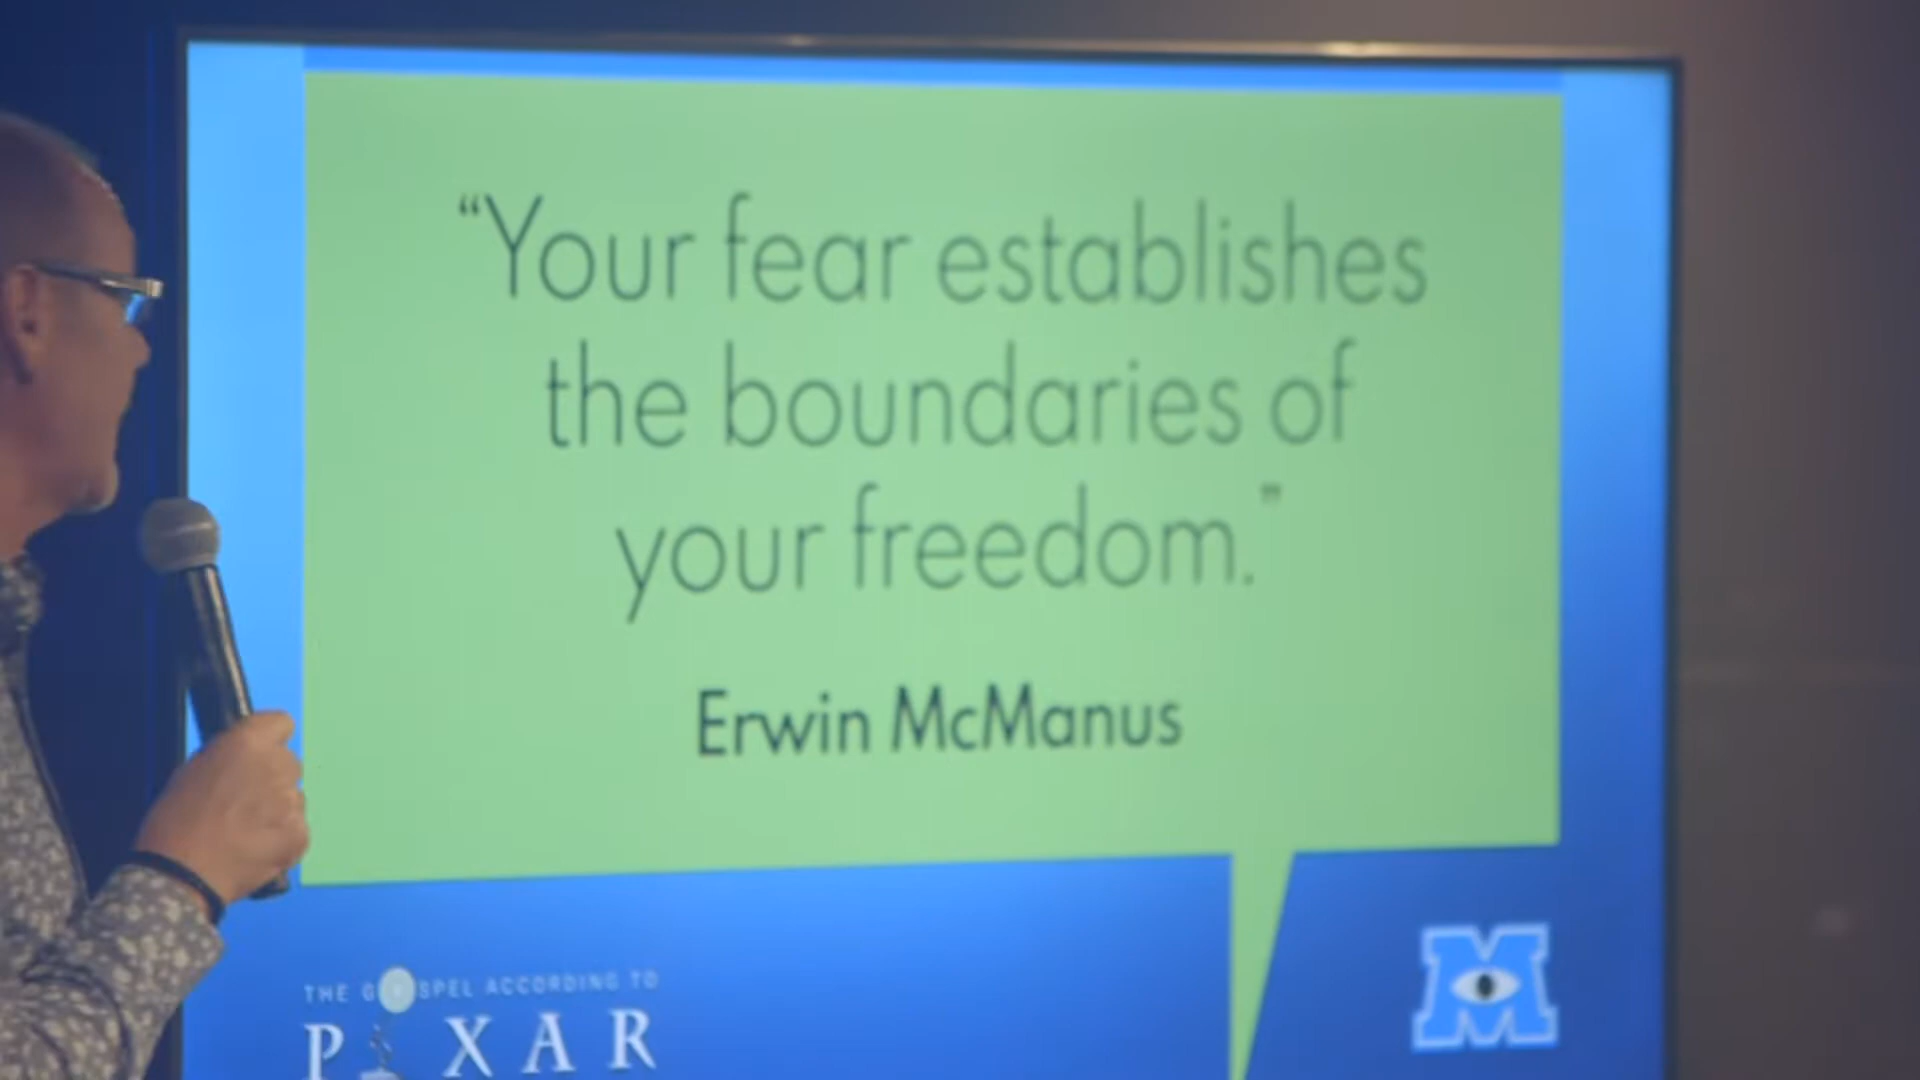 “Your fear establishes
the boundaries of
your freedom.”
Erwin McManus
THE GOSPEL ACCORDING TO
PIXAR
M